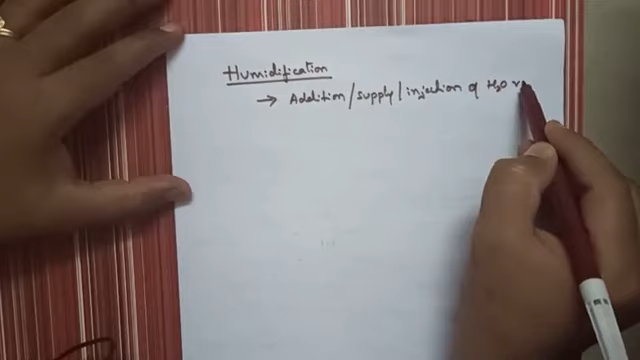 Humidification
→ Addition/supply/injection of H₂O